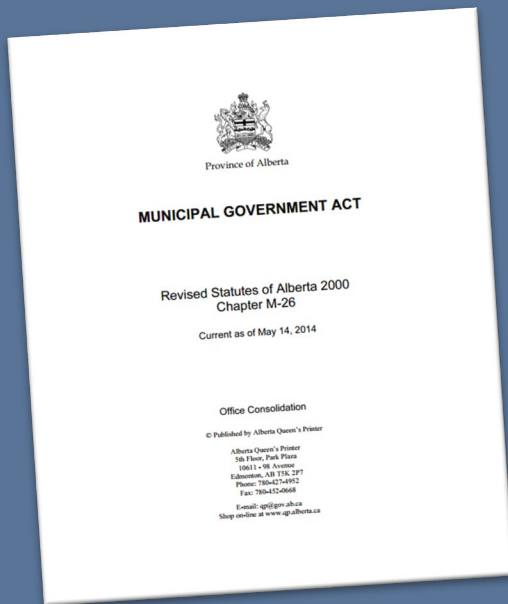 Province of Alberta
MUNICIPAL GOVERNMENT ACT
Revised Statutes of Alberta 2000
Chapter M-26
Current as of May 14, 2014
Office Consolidation
© Published by Alberta Queen's Printer
Alberta Queen's Printer
5th Floor, Park Plaza
10611 - 98 Avenue
Edmonton, AB T5K 2P7
Phone: 780-427-4952
Fax: 780-452-0668
E-mail: qp@gov.ab.ca
Shop on-line at www.qp.alberta.ca